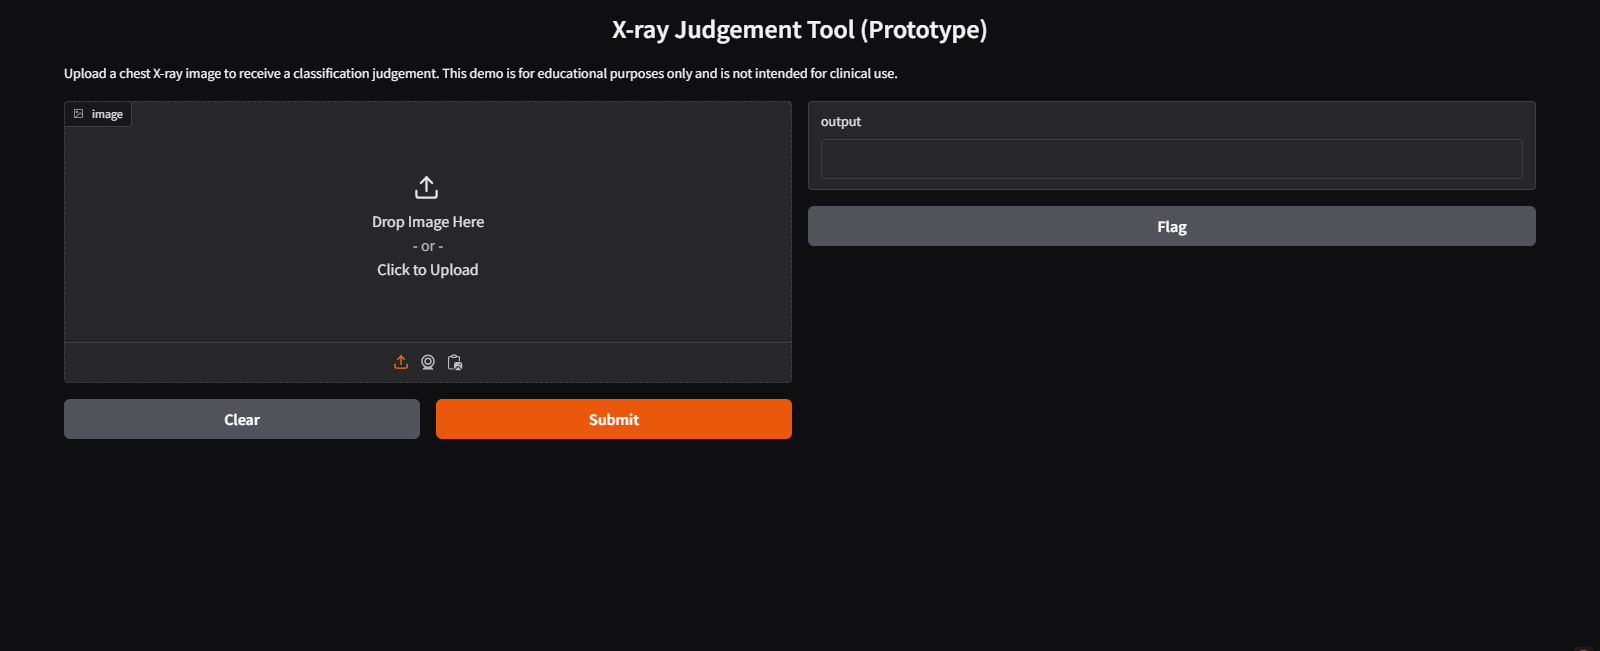 X-ray Judgement Tool (Prototype)
Upload a chest X-ray image to receive a classification judgement. This demo is for educational purposes only and is not intended for clinical use.
image
Drop Image Here
- or -
Click to Upload
Clear
Submit
output
Flag